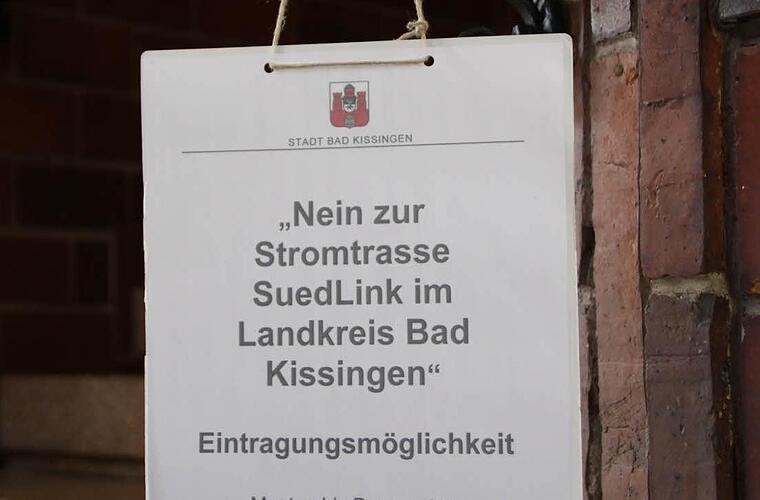 STADT BAD KISSINGEN
„Nein zur
Stromtrasse
SuedLink im
Landkreis Bad
Kissingen“
Eintragungsmöglichkeit